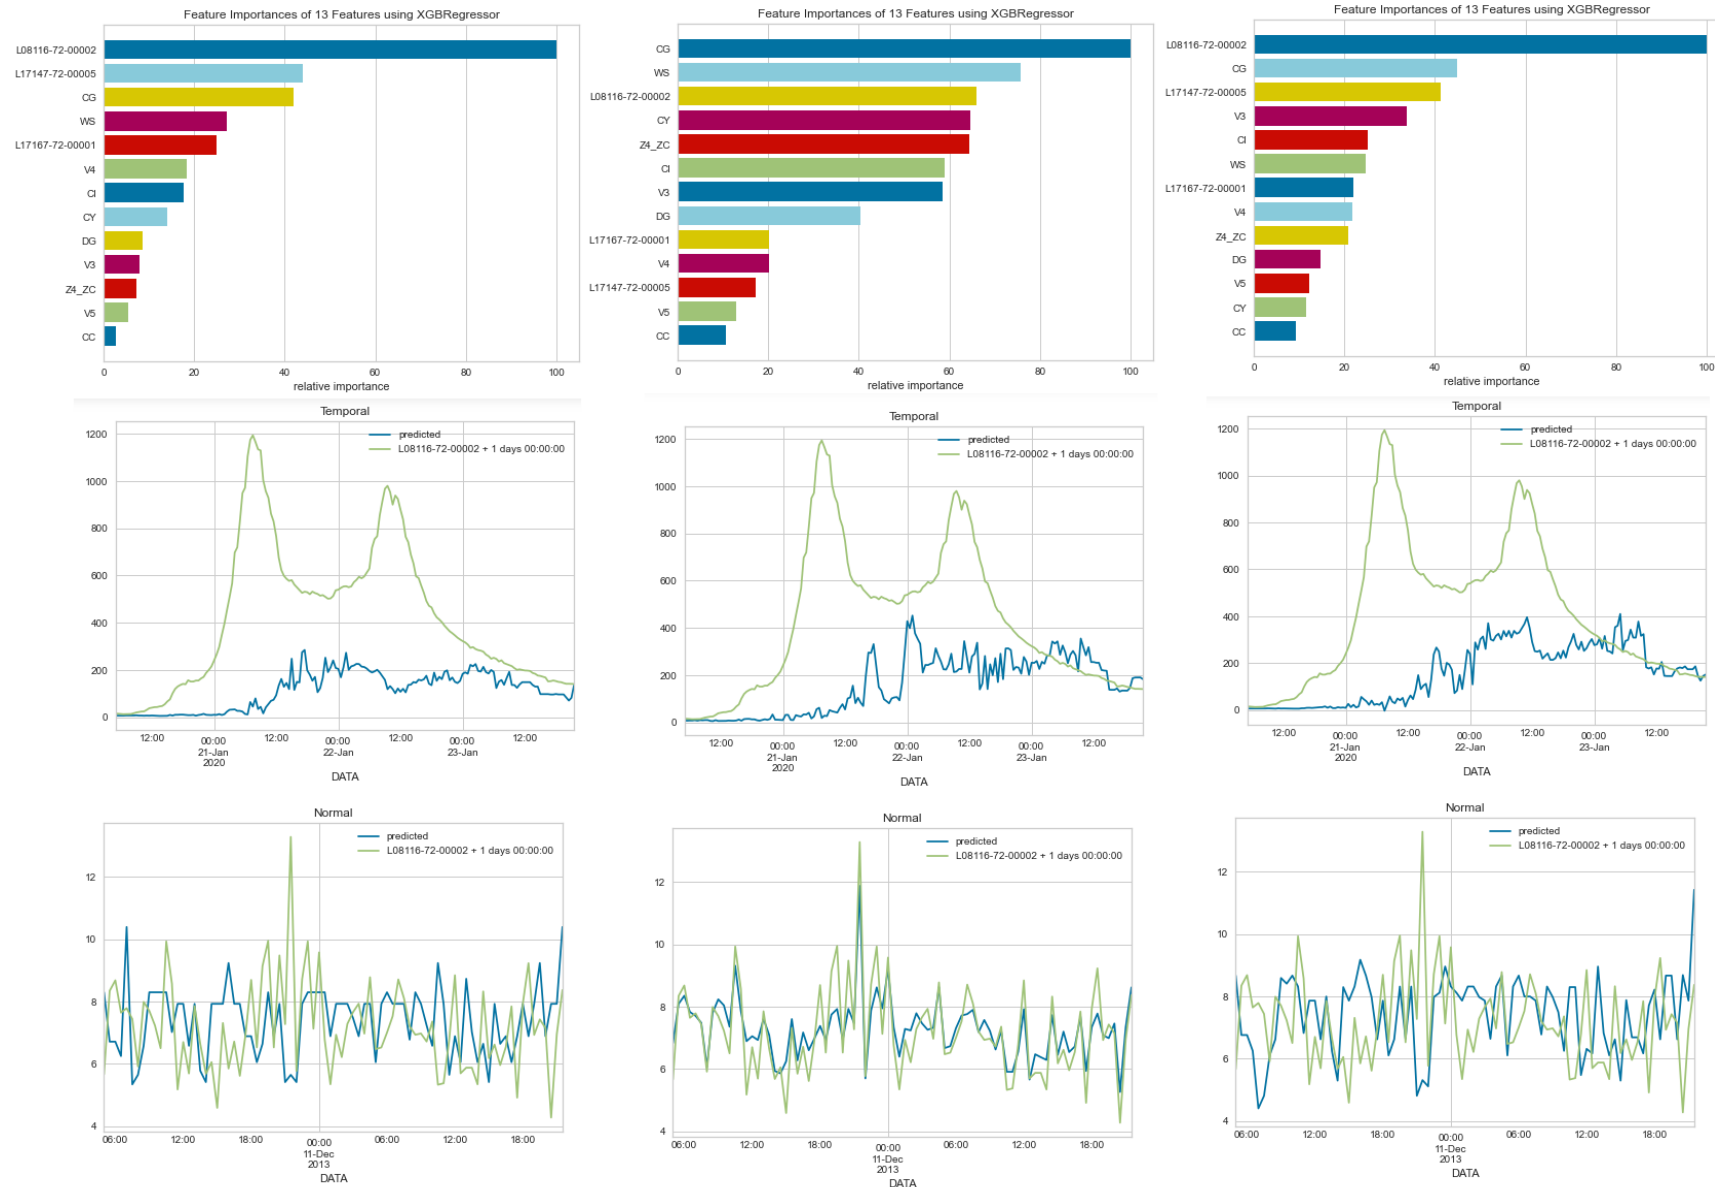 Feature Importances of 13 Features using XGBRegressor
L08116-72-00002
L17147-72-00005
CG
WS
L17167-72-00001
V4
CI
CY
DG
V3
Z4_ZC
V5
CC
0 20 40 60 80 100
relative importance
Feature Importances of 13 Features using XGBRegressor
CG
WS
L08116-72-00002
CY
Z4_ZC
CI
V3
DG
L17167-72-00001
V4
L17147-72-00005
V5
CC
0 20 40 60 80 100
relative importance
Feature Importances of 13 Features using XGBRegressor
L08116-72-00002
CG
L17147-72-00005
V3
CI
WS
L17167-72-00001
V4
Z4_ZC
DG
V5
CY
CC
0 20 40 60 80 100
relative importance
Temporal
predicted
L08116-72-00002 + 1 days 00:00:00
1200
1000
800
600
400
200
0
12:00 00:00 12:00 00:00 12:00 00:00 12:00
21-Jan 22-Jan 23-Jan
2020
DATA
Temporal
predicted
L08116-72-00002 + 1 days 00:00:00
1200
1000
800
600
400
200
0
12:00 00:00 12:00 00:00 12:00 00:00 12:00
21-Jan 22-Jan 23-Jan
2020
DATA
Temporal
predicted
L08116-72-00002 + 1 days 00:00:00
1200
1000
800
600
400
200
0
12:00 00:00 12:00 00:00 12:00 00:00 12:00
21-Jan 22-Jan 23-Jan
2020
DATA
Normal
predicted
L08116-72-00002 + 1 days 00:00:00
12
10
8
6
4
06:00 12:00 18:00 00:00 06:00 12:00 18:00
11-Dec
2013
DATA
Normal
predicted
L08116-72-00002 + 1 days 00:00:00
12
10
8
6
4
06:00 12:00 18:00 00:00 06:00 12:00 18:00
11-Dec
2013
DATA
Normal
predicted
L08116-72-00002 + 1 days 00:00:00
12
10
8
6
4
06:00 12:00 18:00 00:00 06:00 12:00 18:00
11-Dec
2013
DATA